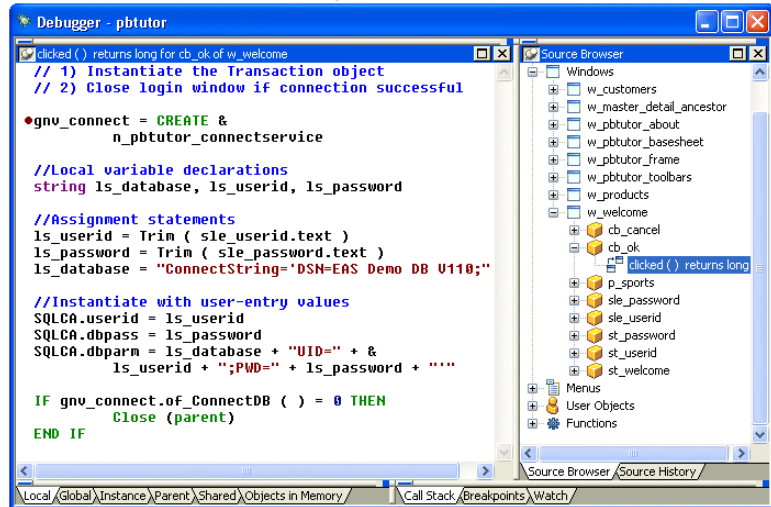 Debugger - pbtutor
clicked ( ) returns long for cb_ok of w_welcome
// 1) Instantiate the Transaction object
// 2) Close login window if connection successful
gnv_connect = CREATE &
n_pbtutor_connectservice
//Local variable declarations
string ls_database, ls_userid, ls_password
//Assignment statements
ls_userid = Trim ( sle_userid.text )
ls_password = Trim ( sle_password.text )
ls_database = "ConnectString='DSN=EAS Demo DB V110;"
//Instantiate with user-entry values
SQLCA.userid = ls_userid
SQLCA.dbpass = ls_password
SQLCA.dbparm = ls_database + "UID=" + &
ls_userid + ";PWD=" + ls_password + "'"
IF gnv_connect.of_ConnectDB ( ) = 0 THEN
Close (parent)
END IF
Source Browser
Windows
w_customers
w_master_detail_ancestor
w_pbtutor_about
w_pbtutor_basesheet
w_pbtutor_frame
w_pbtutor_toolbars
w_products
w_welcome
cb_cancel
cb_ok
clicked ( ) returns long
p_sports
sle_password
sle_userid
st_password
st_userid
st_welcome
Menus
User Objects
Functions
Source Browser Source History
Local Global Instance Parent Shared Objects in Memory Call Stack Breakpoints Watch